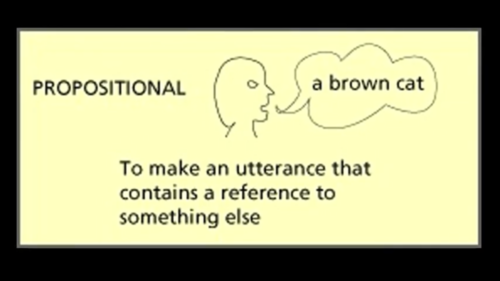 PROPOSITIONAL
a brown cat
To make an utterance that
contains a reference to
something else